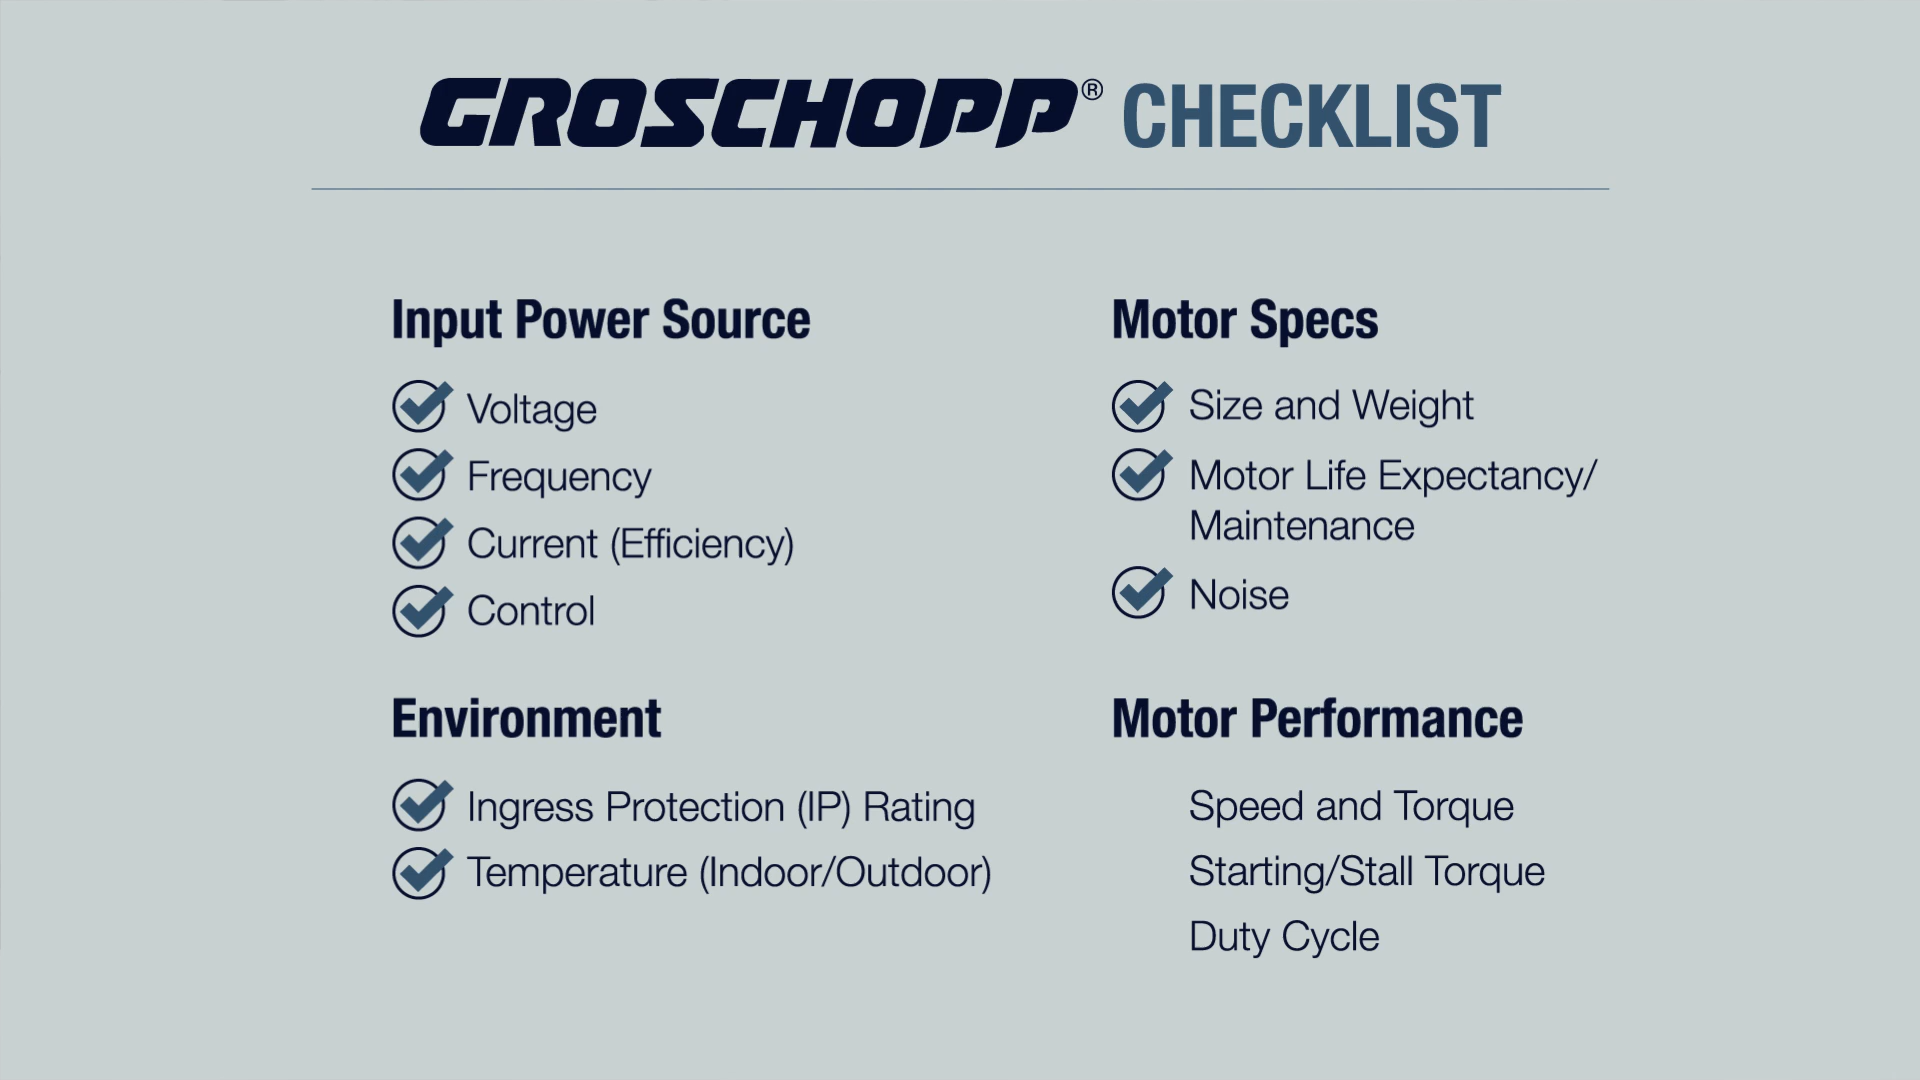 GROSCHOPP® CHECKLIST
Input Power Source
Voltage
Frequency
Current (Efficiency)
Control
Environment
Ingress Protection (IP) Rating
Temperature (Indoor/Outdoor)
Motor Specs
Size and Weight
Motor Life Expectancy/
Maintenance
Noise
Motor Performance
Speed and Torque
Starting/Stall Torque
Duty Cycle